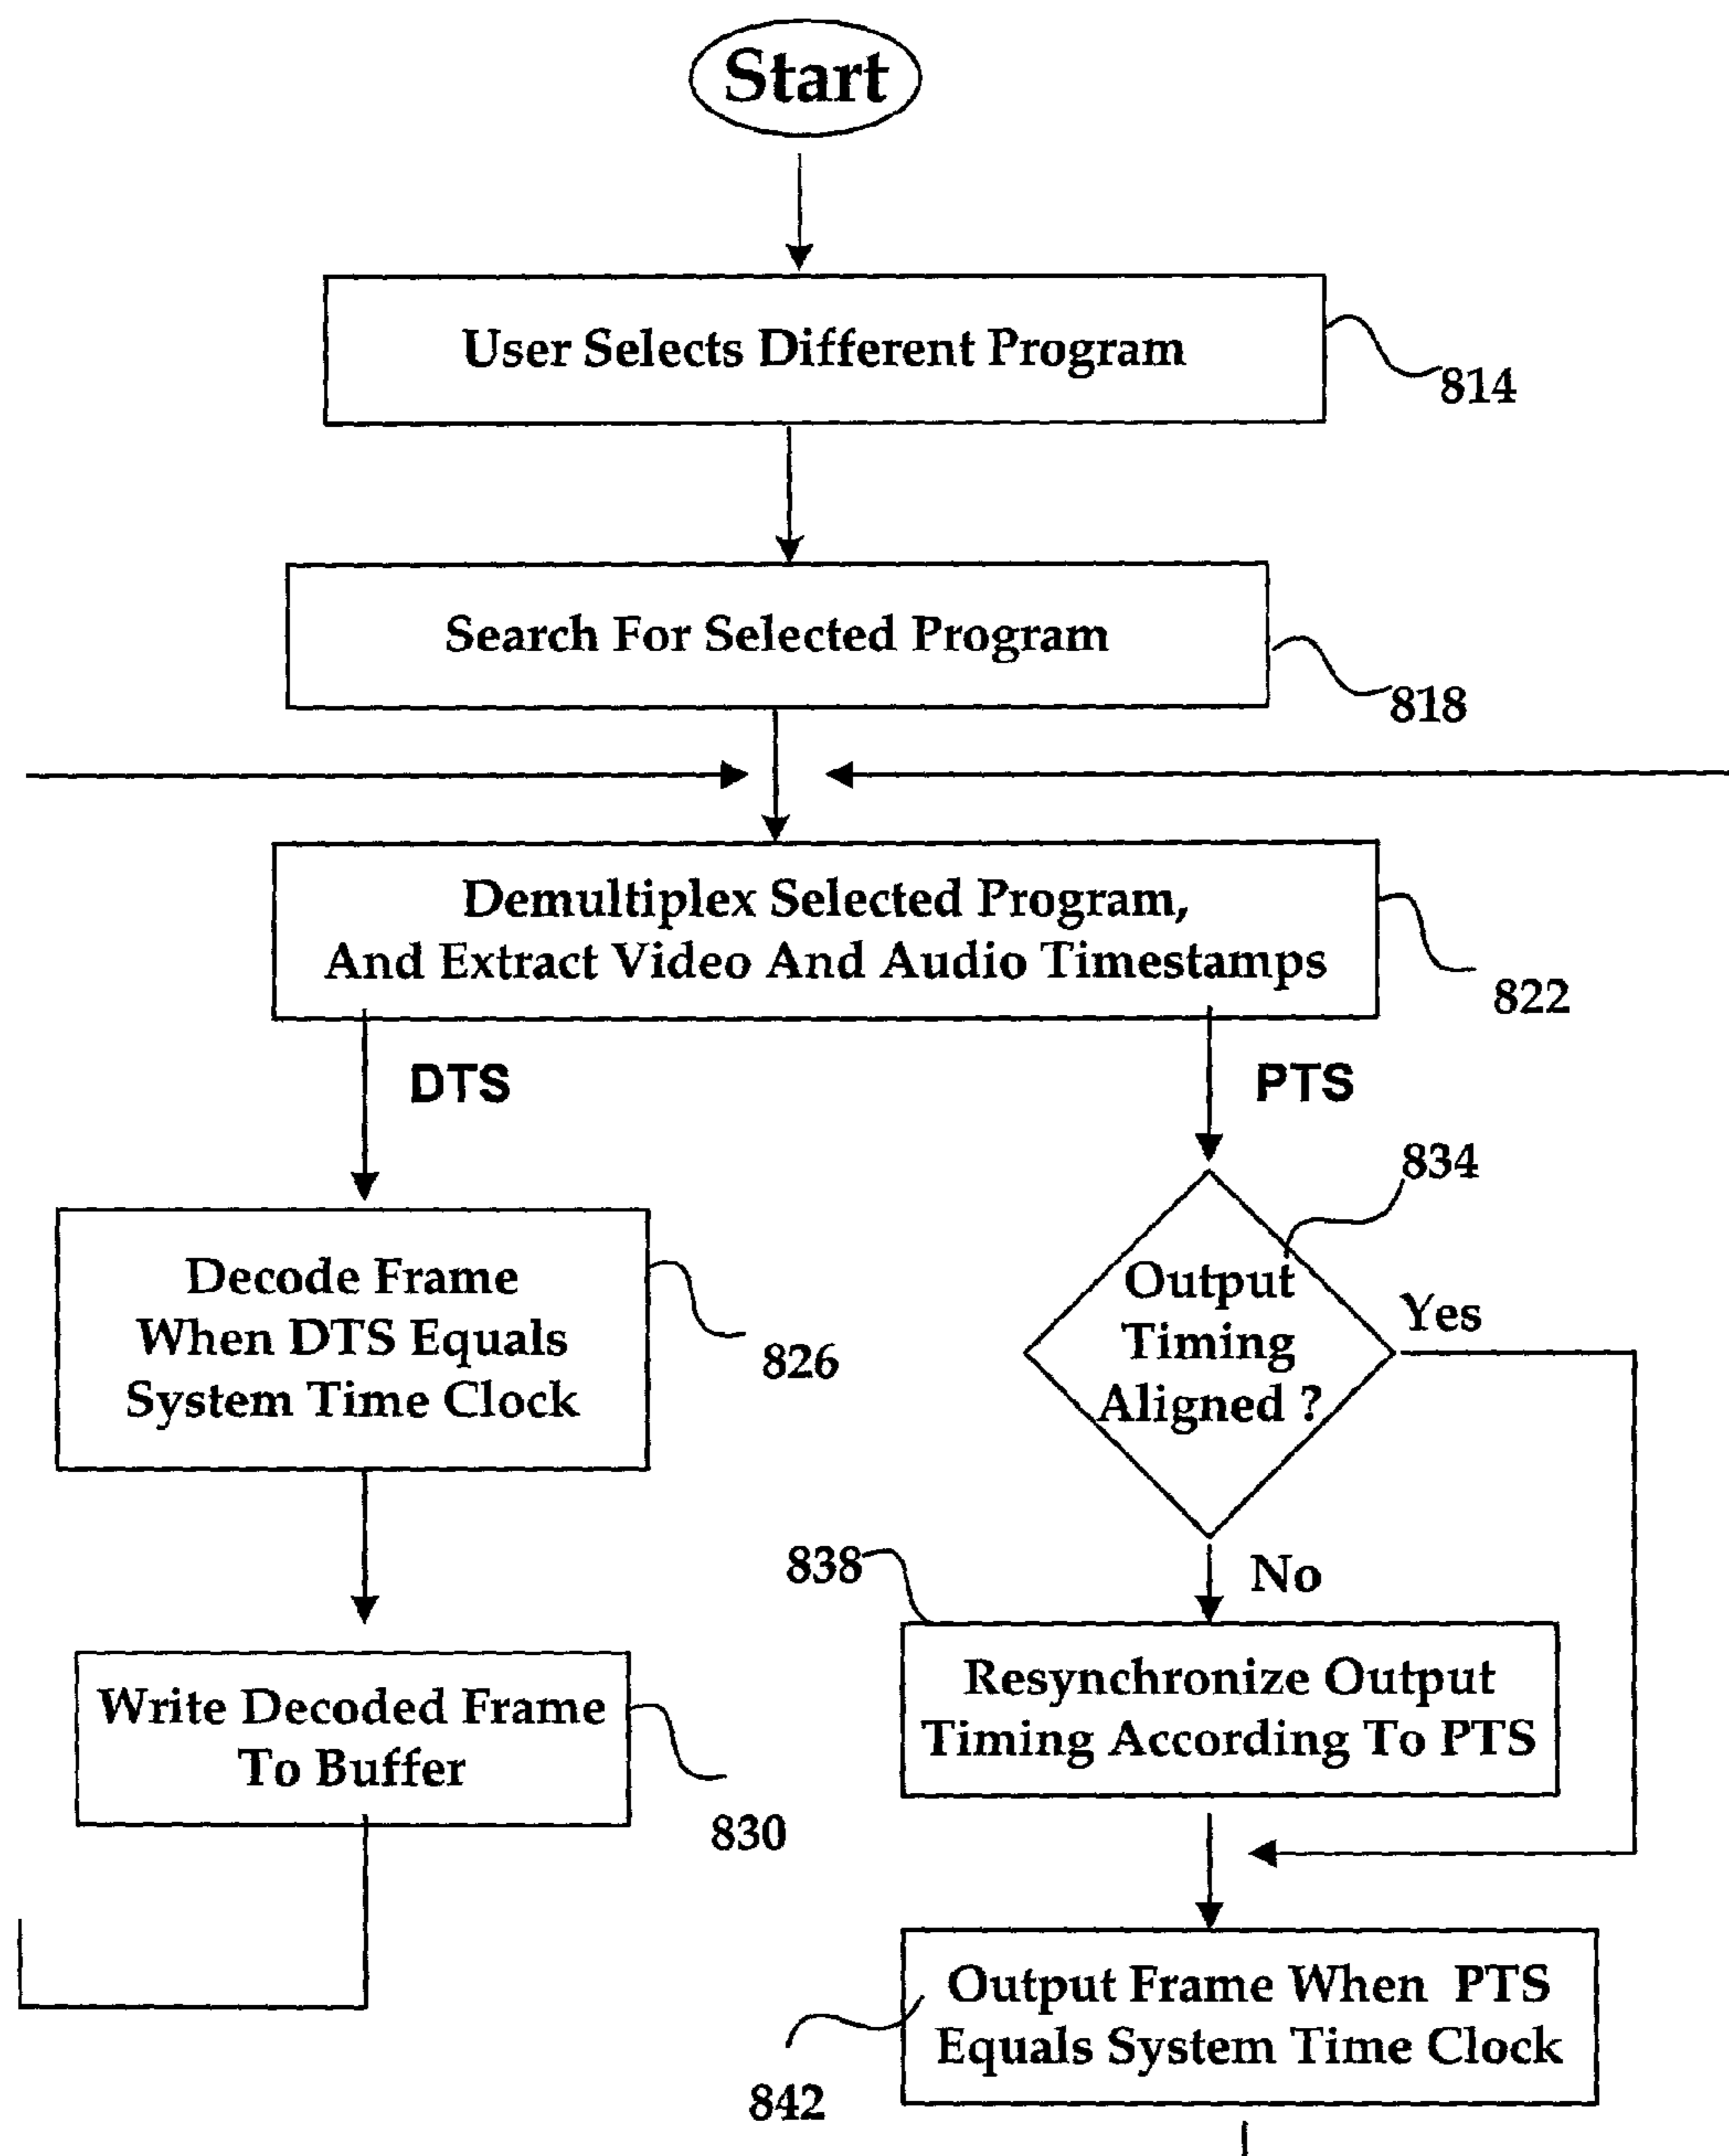 Start
User Selects Different Program
814
Search For Selected Program
818
Demultiplex Selected Program,
And Extract Video And Audio Timestamps
822
DTS
PTS
Decode Frame
When DTS Equals
System Time Clock
826
834
Output
Timing
Aligned ?
Yes
No
838
Write Decoded Frame
To Buffer
830
Resynchronize Output
Timing According To PTS
Output Frame When PTS
Equals System Time Clock
842